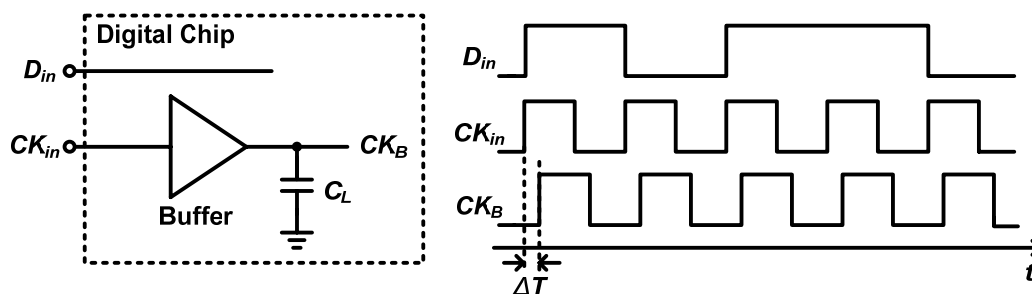 Digital Chip
D_in
CK_in
CK_B
C_L
Buffer
D_in
CK_in
CK_B
ΔT
t